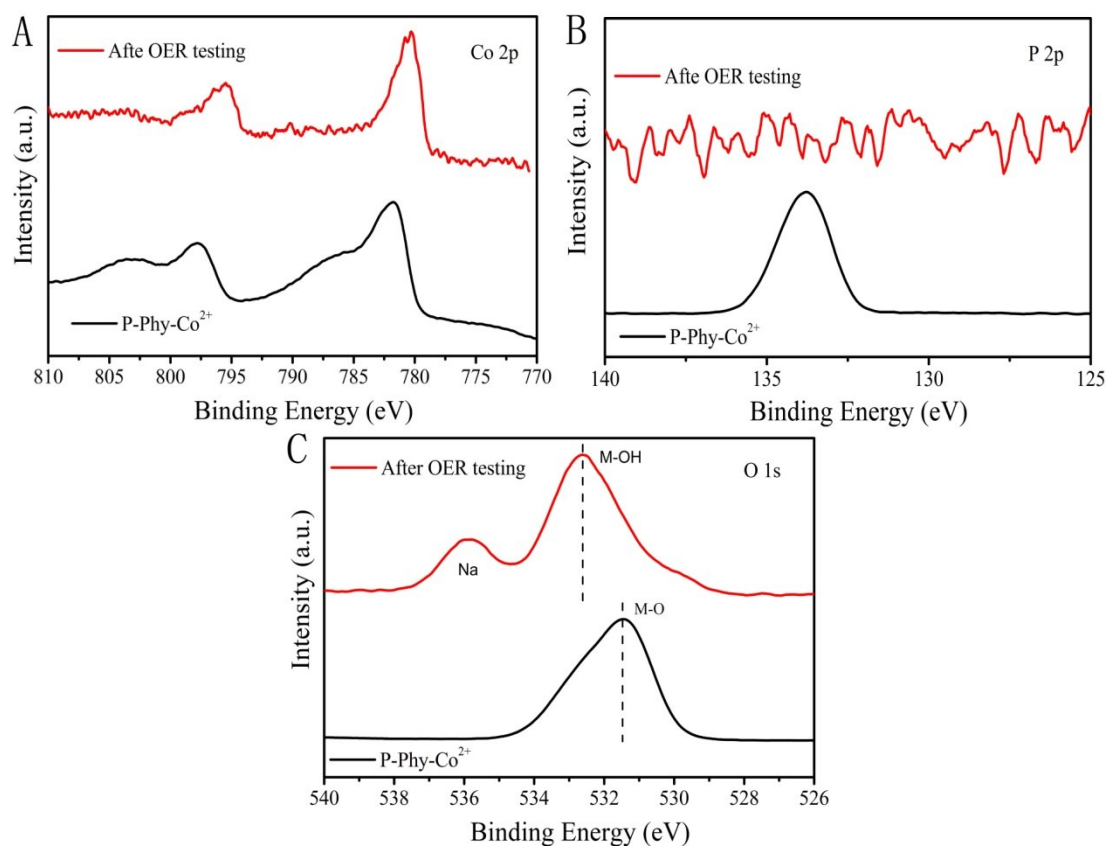 A
Afte OER testing
Co 2p
Intensity (a.u.)
P-Phy-Co²⁺
810 805 800 795 790 785 780 775 770
Binding Energy (eV)
B
P 2p
Afte OER testing
Intensity (a.u.)
P-Phy-Co²⁺
140 135 130 125
Binding Energy (eV)
C
After OER testing
M-OH
O 1s
Intensity (a.u.)
Na
M-O
P-Phy-Co²⁺
540 538 536 534 532 530 528 526
Binding Energy (eV)